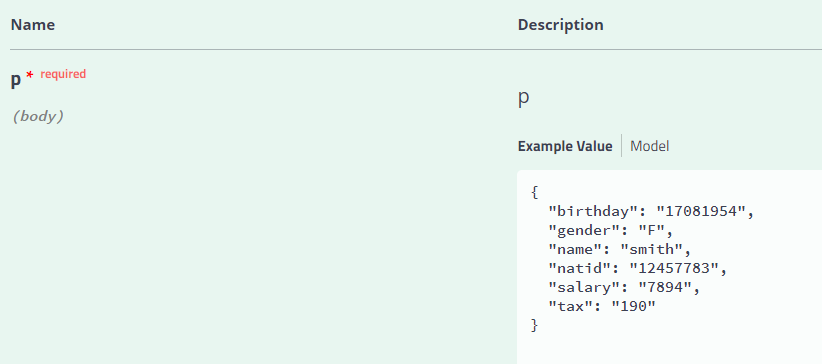 Name Description
p * required
(body)
p
Example Value Model
{
"birthday": "17081954",
"gender": "F",
"name": "smith",
"natid": "12457783",
"salary": "7894",
"tax": "190"
}